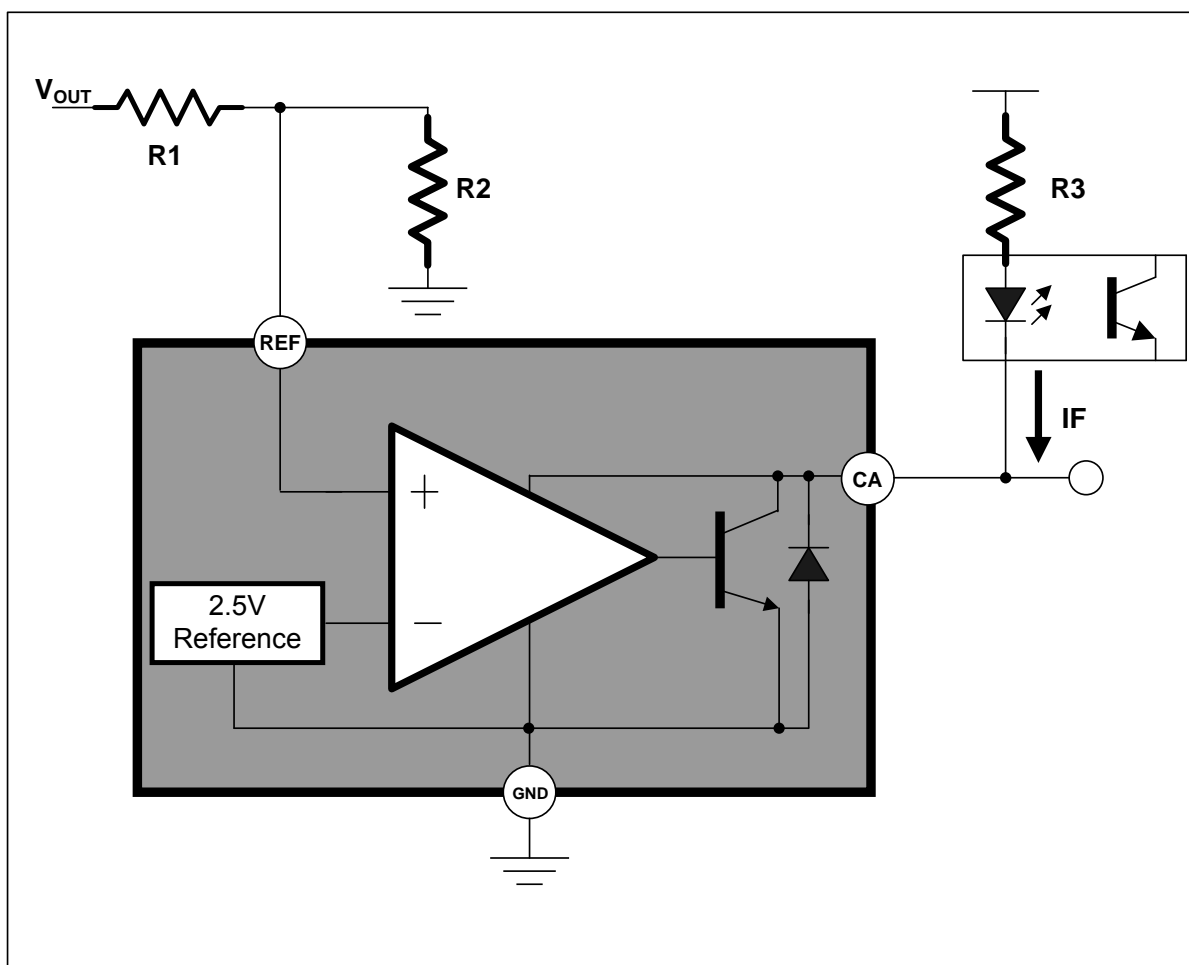 VOUT
R1
R2
R3
REF
IF
CA
+
−
2.5V
Reference
GND